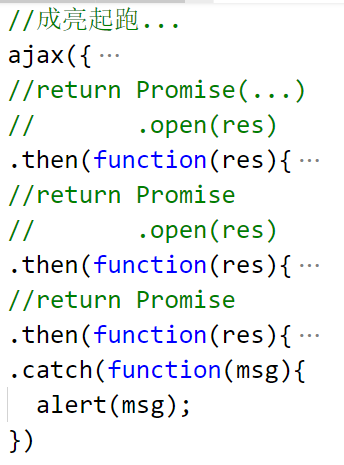 //成亮起跑...
ajax({...
//return Promise(...)
//       .open(res)
.then(function(res){...
//return Promise
//       .open(res)
.then(function(res){...
//return Promise
.then(function(res){...
.catch(function(msg){
  alert(msg);
})